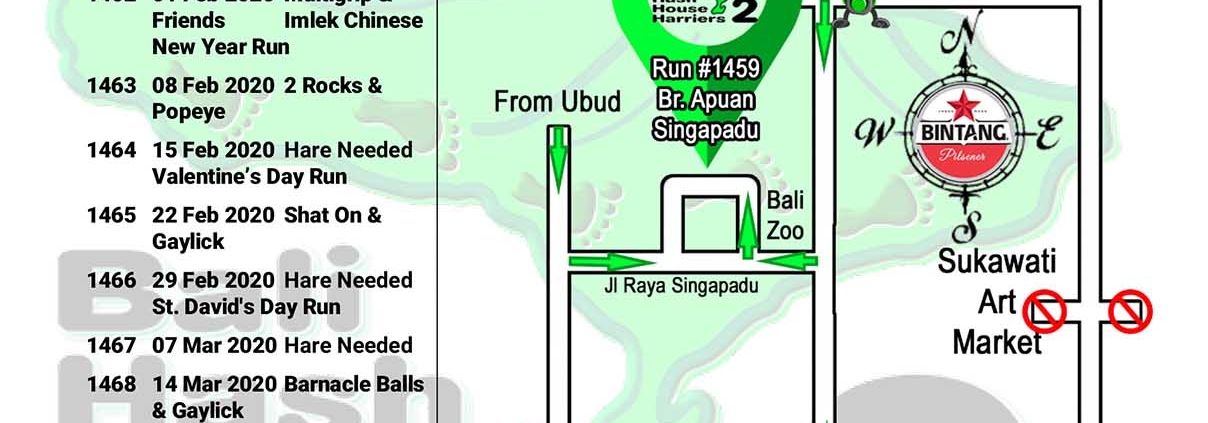 Friends Imlek Chinese
New Year Run
1463 08 Feb 2020 2 Rocks &
Popeye
1464 15 Feb 2020 Hare Needed
Valentine’s Day Run
1465 22 Feb 2020 Shat On &
Gaylick
1466 29 Feb 2020 Hare Needed
St. David's Day Run
1467 07 Mar 2020 Hare Needed
1468 14 Mar 2020 Barnacle Balls
& Gaylick
Bali
Hash
House
Harriers 2
Run #1459
Br. Apuan
Singapadu
From Ubud
Bali
Zoo
Jl Raya Singapadu
N
W
E
S
BINTANG
Pilsener
Sukawati
Art
Market